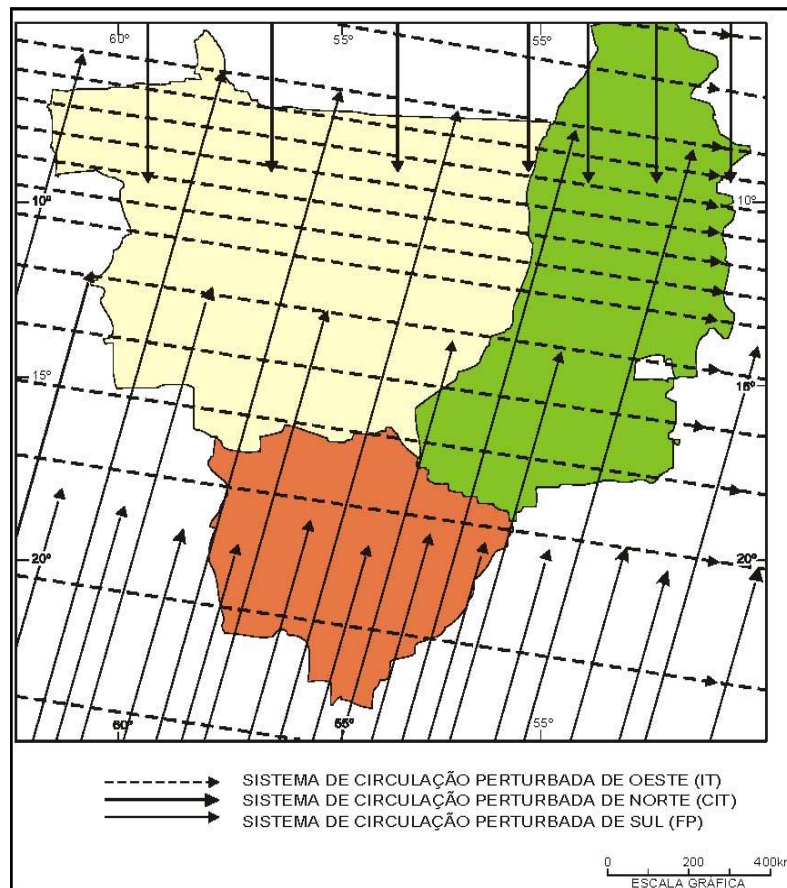 60° 55° 55°
10° 10°
15° 15°
20° 20°
60° 55° 55°
SISTEMA DE CIRCULAÇÃO PERTURBADA DE OESTE (IT)
SISTEMA DE CIRCULAÇÃO PERTURBADA DE NORTE (CIT)
SISTEMA DE CIRCULAÇÃO PERTURBADA DE SUL (FP)
0 200 400km
ESCALA GRÁFICA